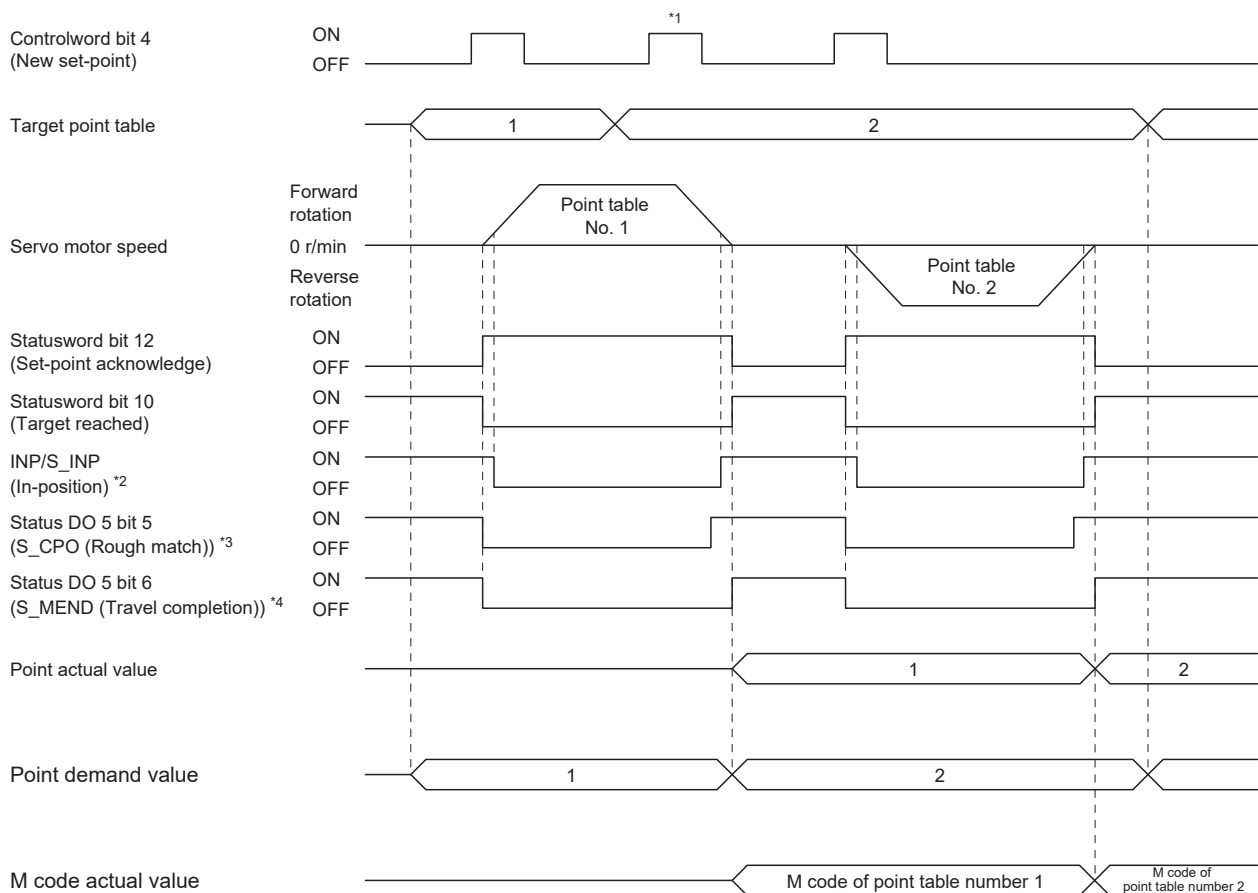 *1
Controlword bit 4
(New set-point)
ON
OFF
Target point table
1
2
Servo motor speed
Forward
rotation
0 r/min
Reverse
rotation
Point table
No. 1
Point table
No. 2
Statusword bit 12
(Set-point acknowledge)
ON
OFF
Statusword bit 10
(Target reached)
ON
OFF
INP/S_INP
(In-position) *2
ON
OFF
Status DO 5 bit 5
(S_CPO (Rough match)) *3
ON
OFF
Status DO 5 bit 6
(S_MEND (Travel completion)) *4
ON
OFF
Point actual value
1
2
Point demand value
1
2
M code actual value
M code of point table number 1
M code of
point table number 2